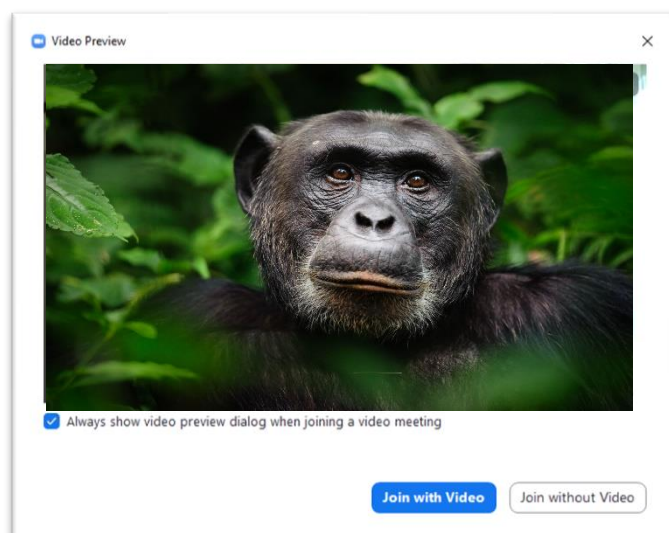 Video Preview
Always show video preview dialog when joining a video meeting
Join with Video
Join without Video